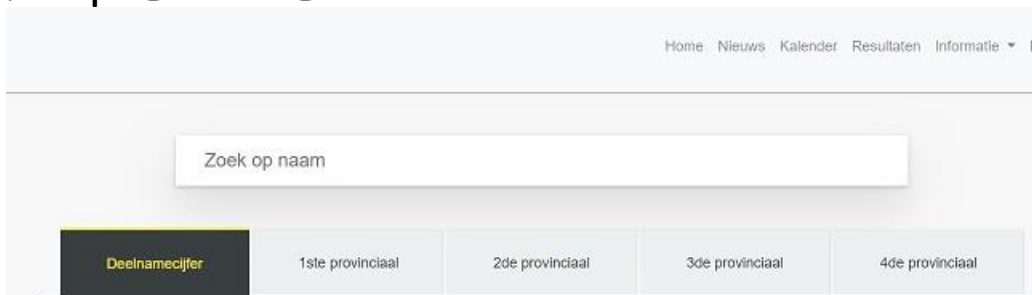 Home Nieuws Kalender Resultaten Informatie
Zoek op naam
Deelnamecijfer 1ste provinciaal 2de provinciaal 3de provinciaal 4de provinciaal